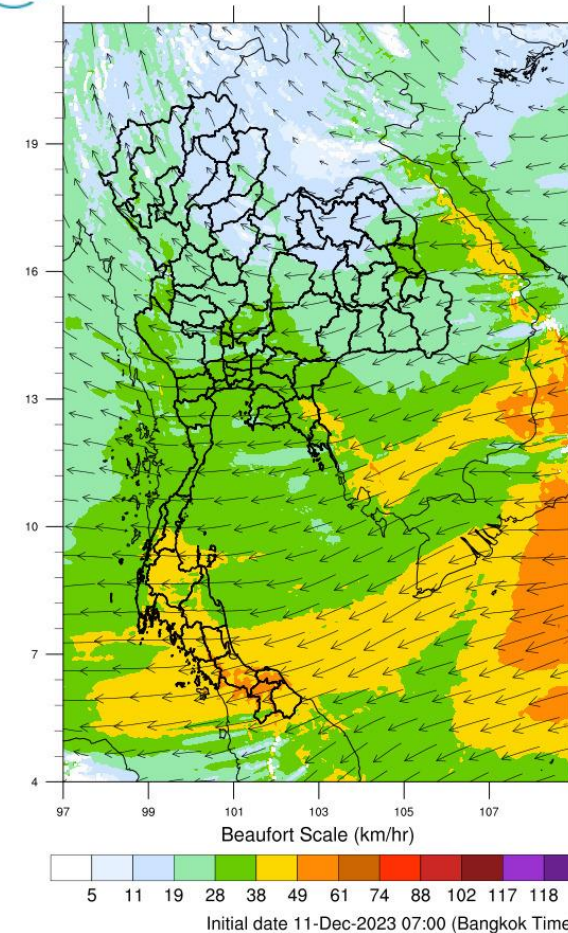 19
16
13
10
7
4
97 99 101 103 105 107
Beaufort Scale (km/hr)
5 11 19 28 38 49 61 74 88 102 117 118
Initial date 11-Dec-2023 07:00 (Bangkok Time